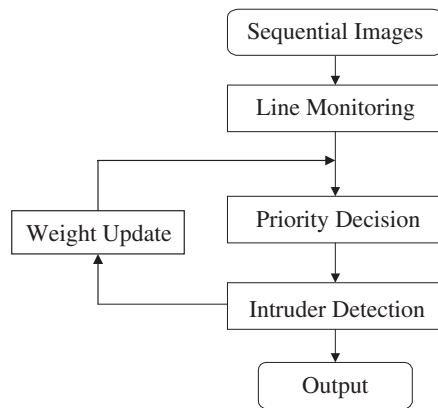 Sequential Images
Line Monitoring
Priority Decision
Weight Update
Intruder Detection
Output